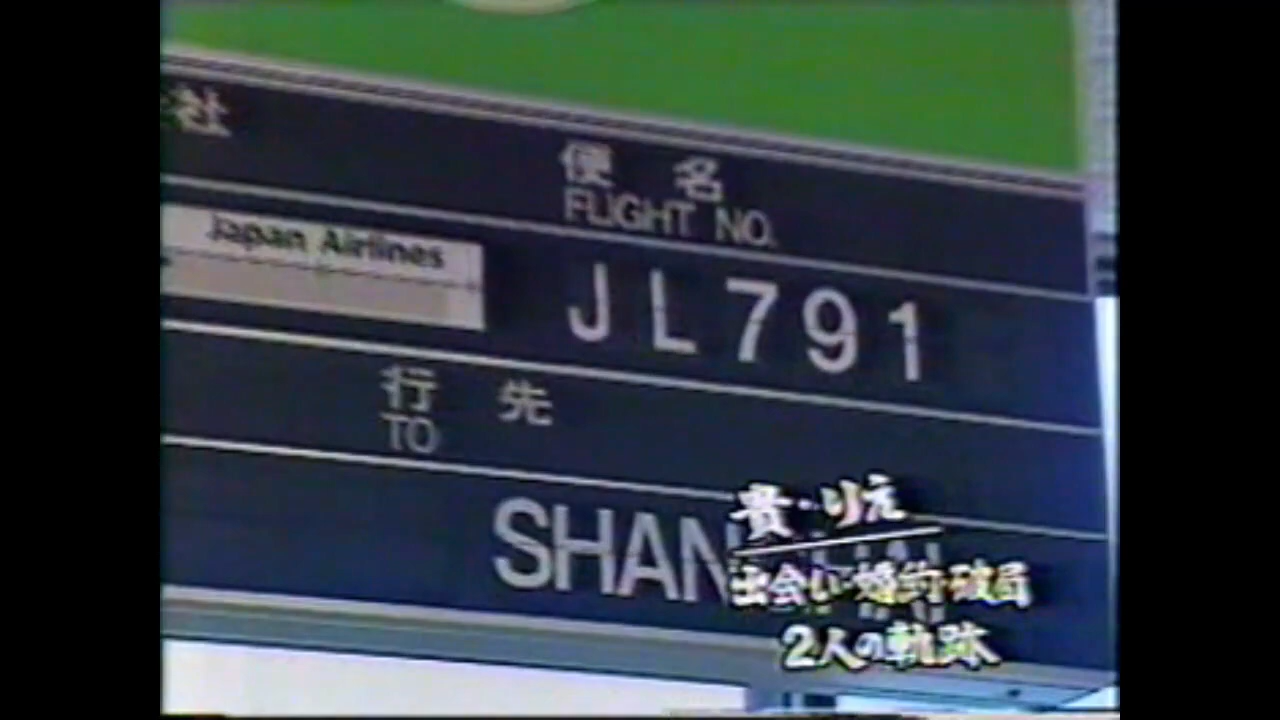 社
便名
FLIGHT NO.
Japan Airlines
JL791
行先
TO
貴・りえ
出会い・婚約・破局
2人の軌跡